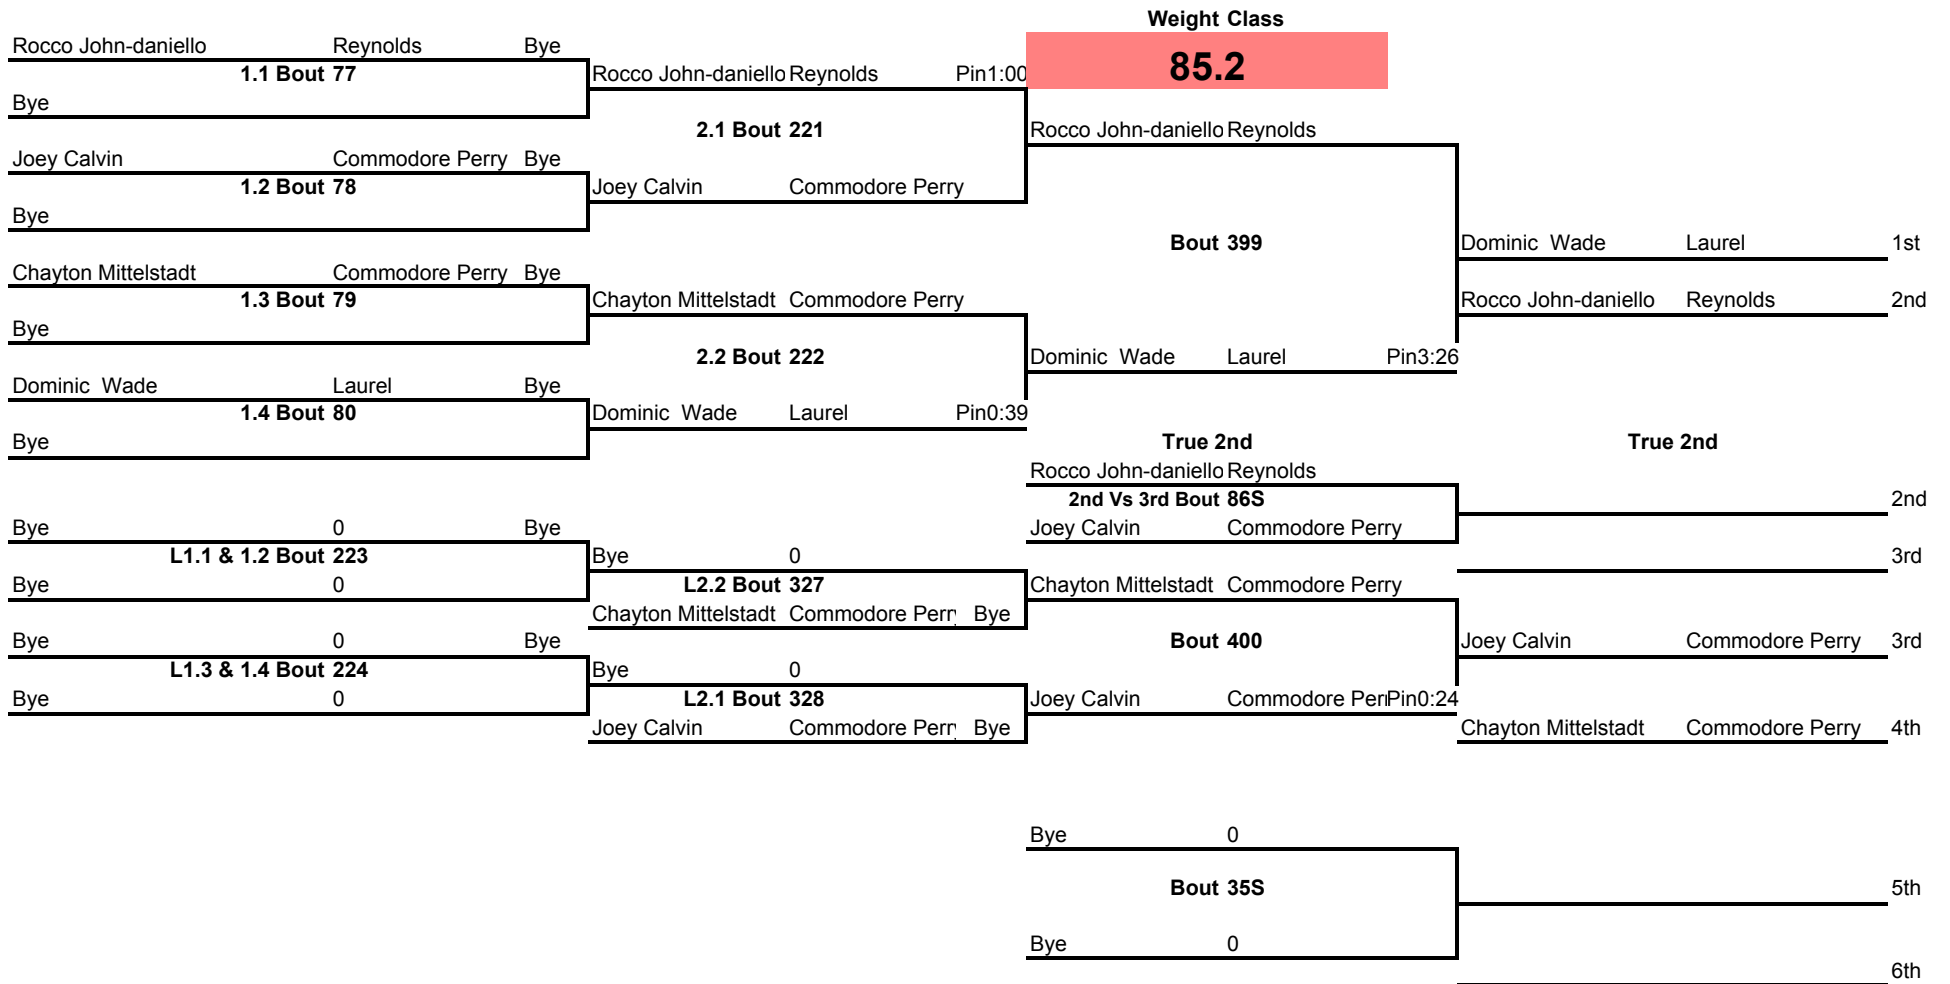 Weight Class
Rocco John-daniello Reynolds Bye
85.2
1.1 Bout 77 Rocco John-daniello Reynolds Pin1:00
Bye
2.1 Bout 221 Rocco John-daniello Reynolds
Joey Calvin Commodore Perry Bye
1.2 Bout 78 Joey Calvin Commodore Perry
Bye
Bout 399 Dominic Wade Laurel 1st
Chayton Mittelstadt Commodore Perry Bye
1.3 Bout 79 Chayton Mittelstadt Commodore Perry Rocco John-daniello Reynolds 2nd
Bye
2.2 Bout 222 Dominic Wade Laurel Pin3:26
Dominic Wade Laurel Bye
1.4 Bout 80 Dominic Wade Laurel Pin0:39
Bye True 2nd True 2nd
Rocco John-daniello Reynolds
2nd Vs 3rd Bout 86S 2nd
Bye 0 Bye Joey Calvin Commodore Perry
L1.1 & 1.2 Bout 223 Bye 0 3rd
Bye 0 L2.2 Bout 327 Chayton Mittelstadt Commodore Perry
Chayton Mittelstadt Commodore Perr Bye
Bye 0 Bye Bout 400 Joey Calvin Commodore Perry 3rd
L1.3 & 1.4 Bout 224 Bye 0
Bye 0 L2.1 Bout 328 Joey Calvin Commodore Perr Pin0:24
Joey Calvin Commodore Perr Bye Chayton Mittelstadt Commodore Perry 4th
Bye 0
Bout 35S 5th
Bye 0
6th